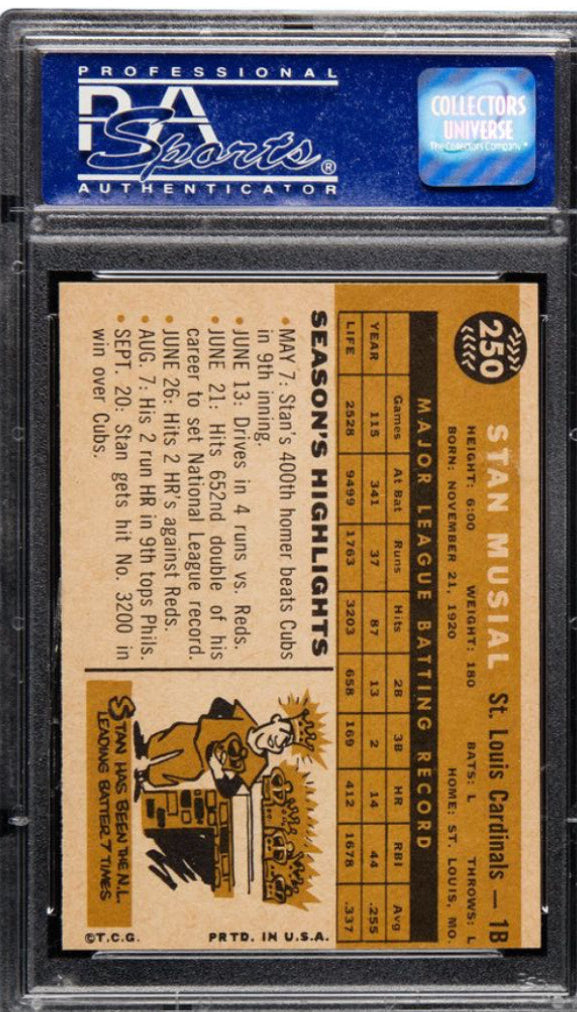 PROFESSIONAL
PSA
Sports®
AUTHENTICATOR
COLLECTORS
UNIVERSE
The Collectors Company
250
STAN MUSIAL St. Louis Cardinals — 1B
HEIGHT: 6:00 WEIGHT: 180 BATS: L THROWS: L
BORN: NOVEMBER 21, 1920 HOME: ST. LOUIS, MO.
MAJOR LEAGUE BATTING RECORD
Games At Bat Runs Hits 2B 3B HR RBI Avg
YEAR 115 341 37 87 13 2 14 44 .255
LIFE 2528 9499 1763 3203 658 169 412 1678 .337
SEASON'S HIGHLIGHTS
• MAY 7: Stan's 400th homer beats Cubs
in 9th inning.
• JUNE 13: Drives in 4 runs vs. Reds.
• JUNE 21: Hits 652nd double of his
career to set National League record.
• JUNE 26: Hits 2 HR's against Reds.
• AUG. 7: His 2 run HR in 9th tops Phils.
• SEPT. 20: Stan gets hit No. 3200 in
win over Cubs.
STAN HAS BEEN THE N.L.
LEADING BATTER 7 TIMES
©T.C.G. PRTD. IN U.S.A.